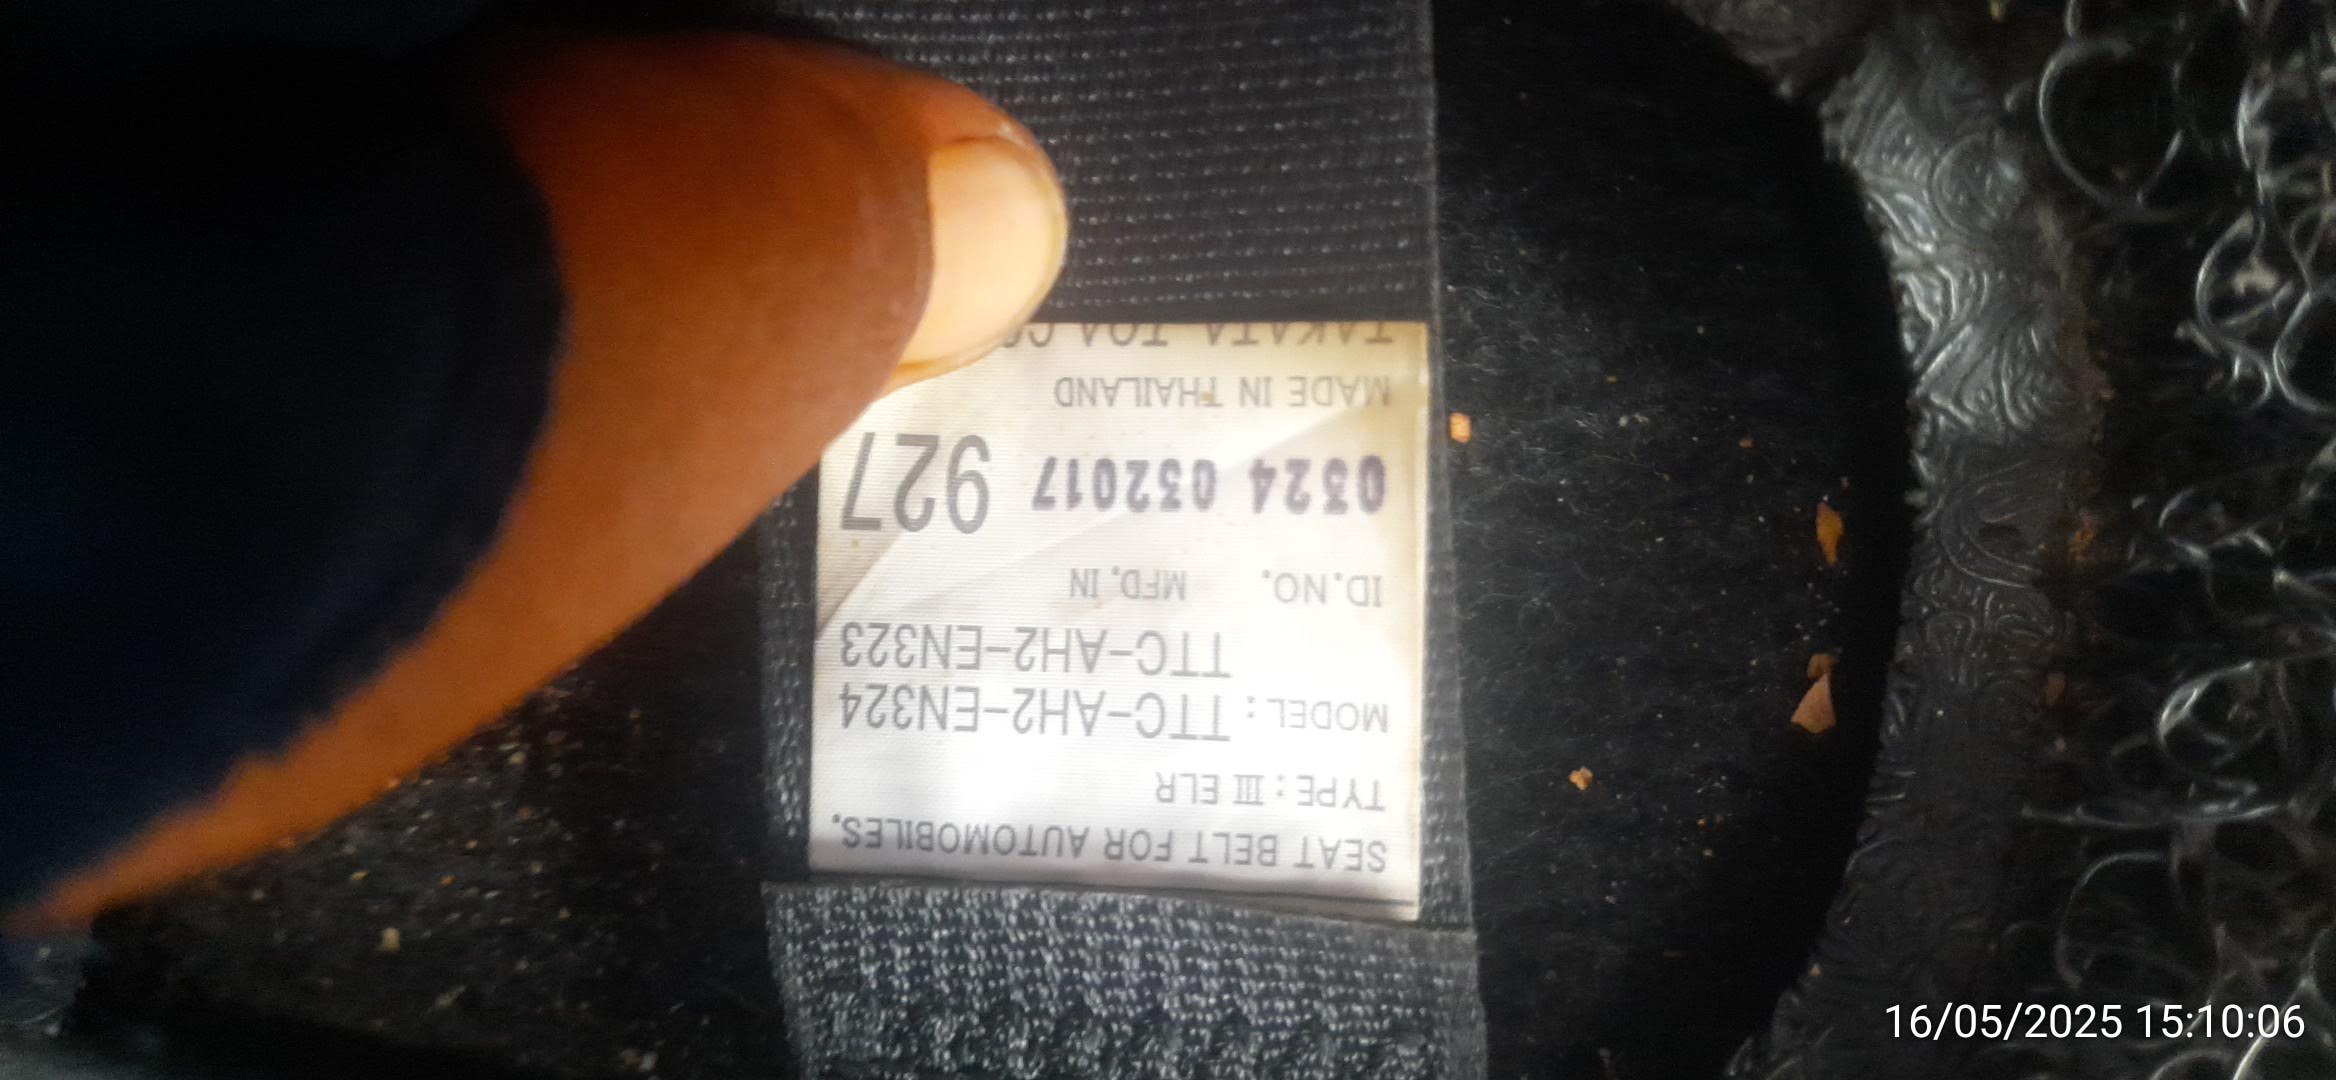 SEAT BELT FOR AUTOMOBILES.
TYPE : III ELR
MODEL : TTC-AH2-EN324
TTC-AH2-EN323
ID.NO. MFD. IN
0324 032017 927
MADE IN THAILAND
TAKATA TOA
16/05/2025 15:10:06